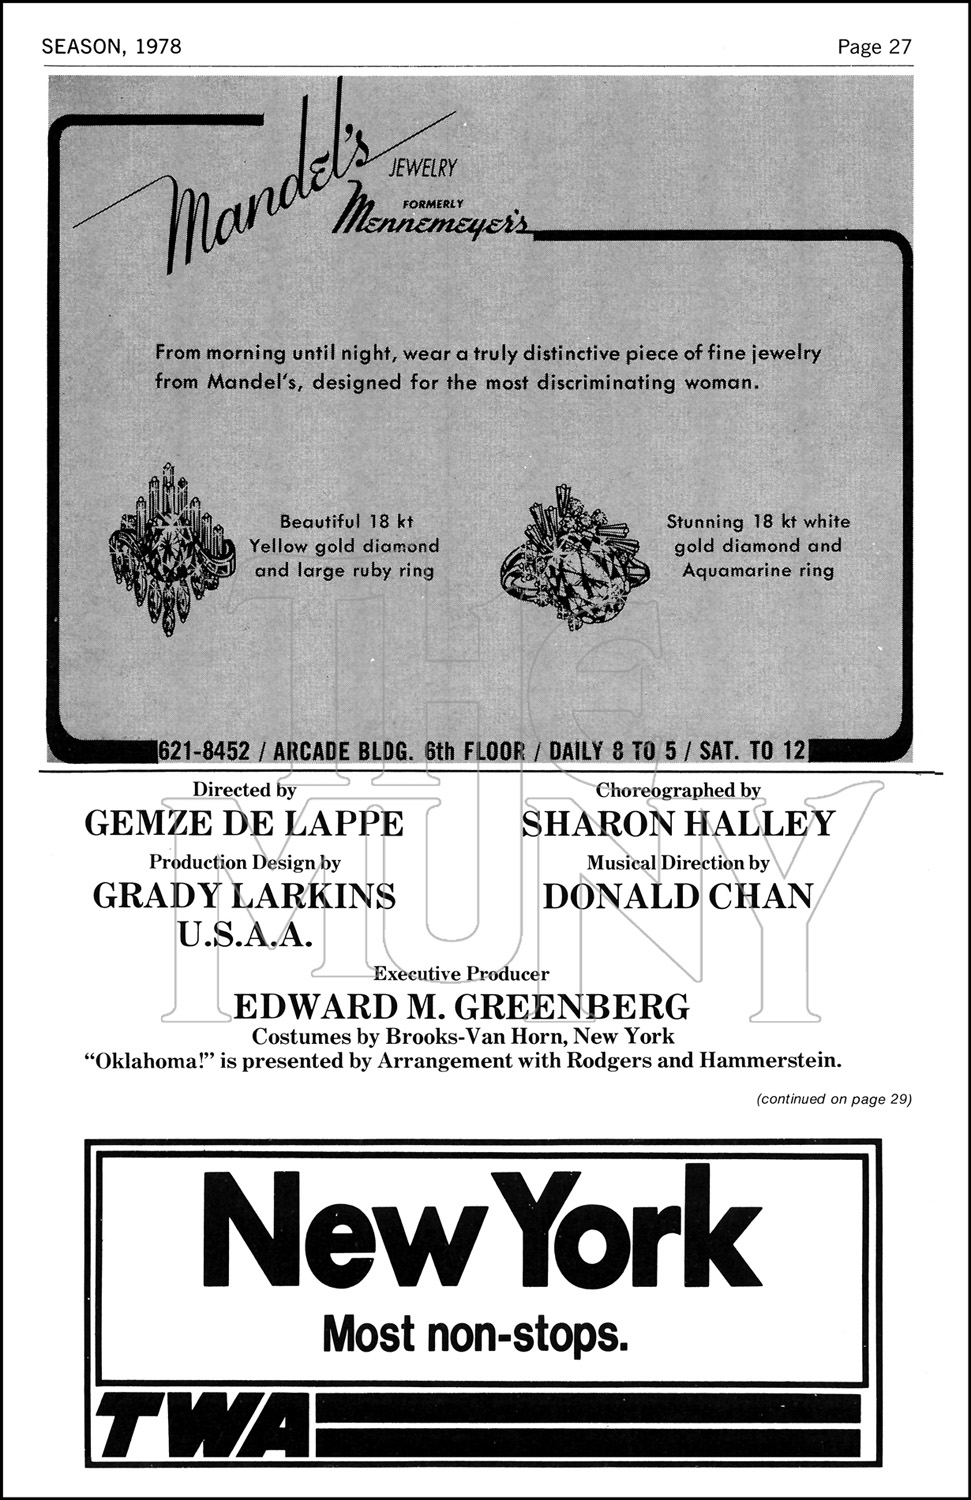 SEASON, 1978
Page 27
Mandel's
JEWELRY
FORMERLY
Mennemeyer's
From morning until night, wear a truly distinctive piece of fine jewelry
from Mandel's, designed for the most discriminating woman.
Beautiful 18 kt
Yellow gold diamond
and large ruby ring
Stunning 18 kt white
gold diamond and
Aquamarine ring
621-8452 / ARCADE BLDG. 6th FLOOR / DAILY 8 TO 5 / SAT. TO 12
Directed by
GEMZE DE LAPPE
Choreographed by
SHARON HALLEY
Production Design by
GRADY LARKINS
U.S.A.A.
Musical Direction by
DONALD CHAN
Executive Producer
EDWARD M. GREENBERG
Costumes by Brooks-Van Horn, New York
“Oklahoma!” is presented by Arrangement with Rodgers and Hammerstein.
(continued on page 29)
THE
MUNY
New York
Most non-stops.
TWA